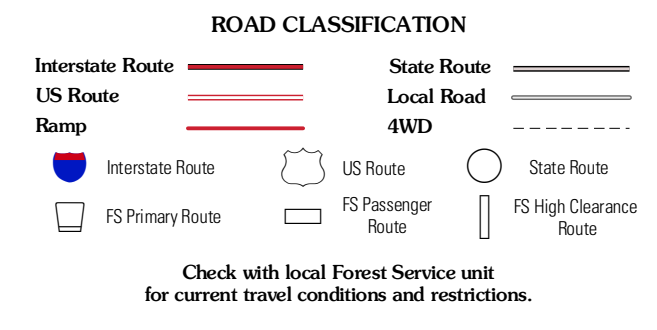 ROAD CLASSIFICATION
Interstate Route
State Route
US Route
Local Road
Ramp
4WD
Interstate Route
US Route
State Route
FS Primary Route
FS Passenger
Route
FS High Clearance
Route
Check with local Forest Service unit
for current travel conditions and restrictions.